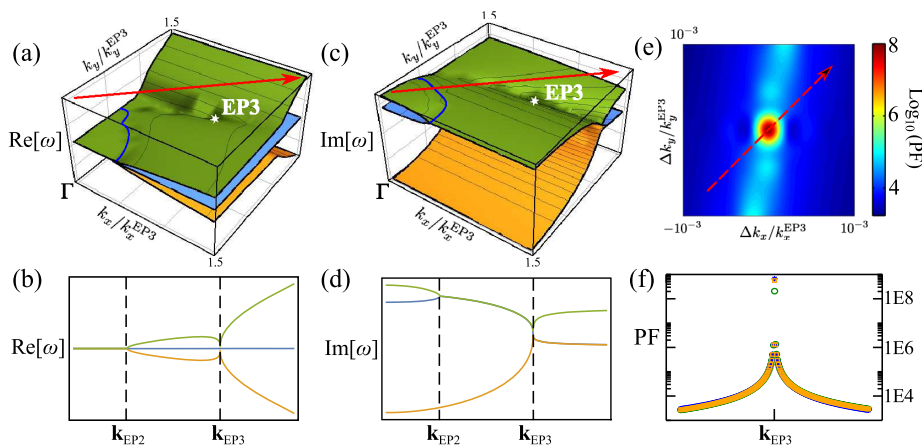 (a)
1.5
k_y/k_y^EP3
EP3
Re[ω]
Γ
k_x/k_x^EP3
1.5
(c)
1.5
k_y/k_y^EP3
EP3
Im[ω]
Γ
k_x/k_x^EP3
1.5
(e)
10⁻³
Δk_y/k_y^EP3
−10⁻³
Δk_x/k_x^EP3
10⁻³
8
6
4
Log₁₀(PF)
(b)
Re[ω]
k_EP2
k_EP3
(d)
Im[ω]
k_EP2
k_EP3
(f)
PF
1E8
1E6
1E4
k_EP3